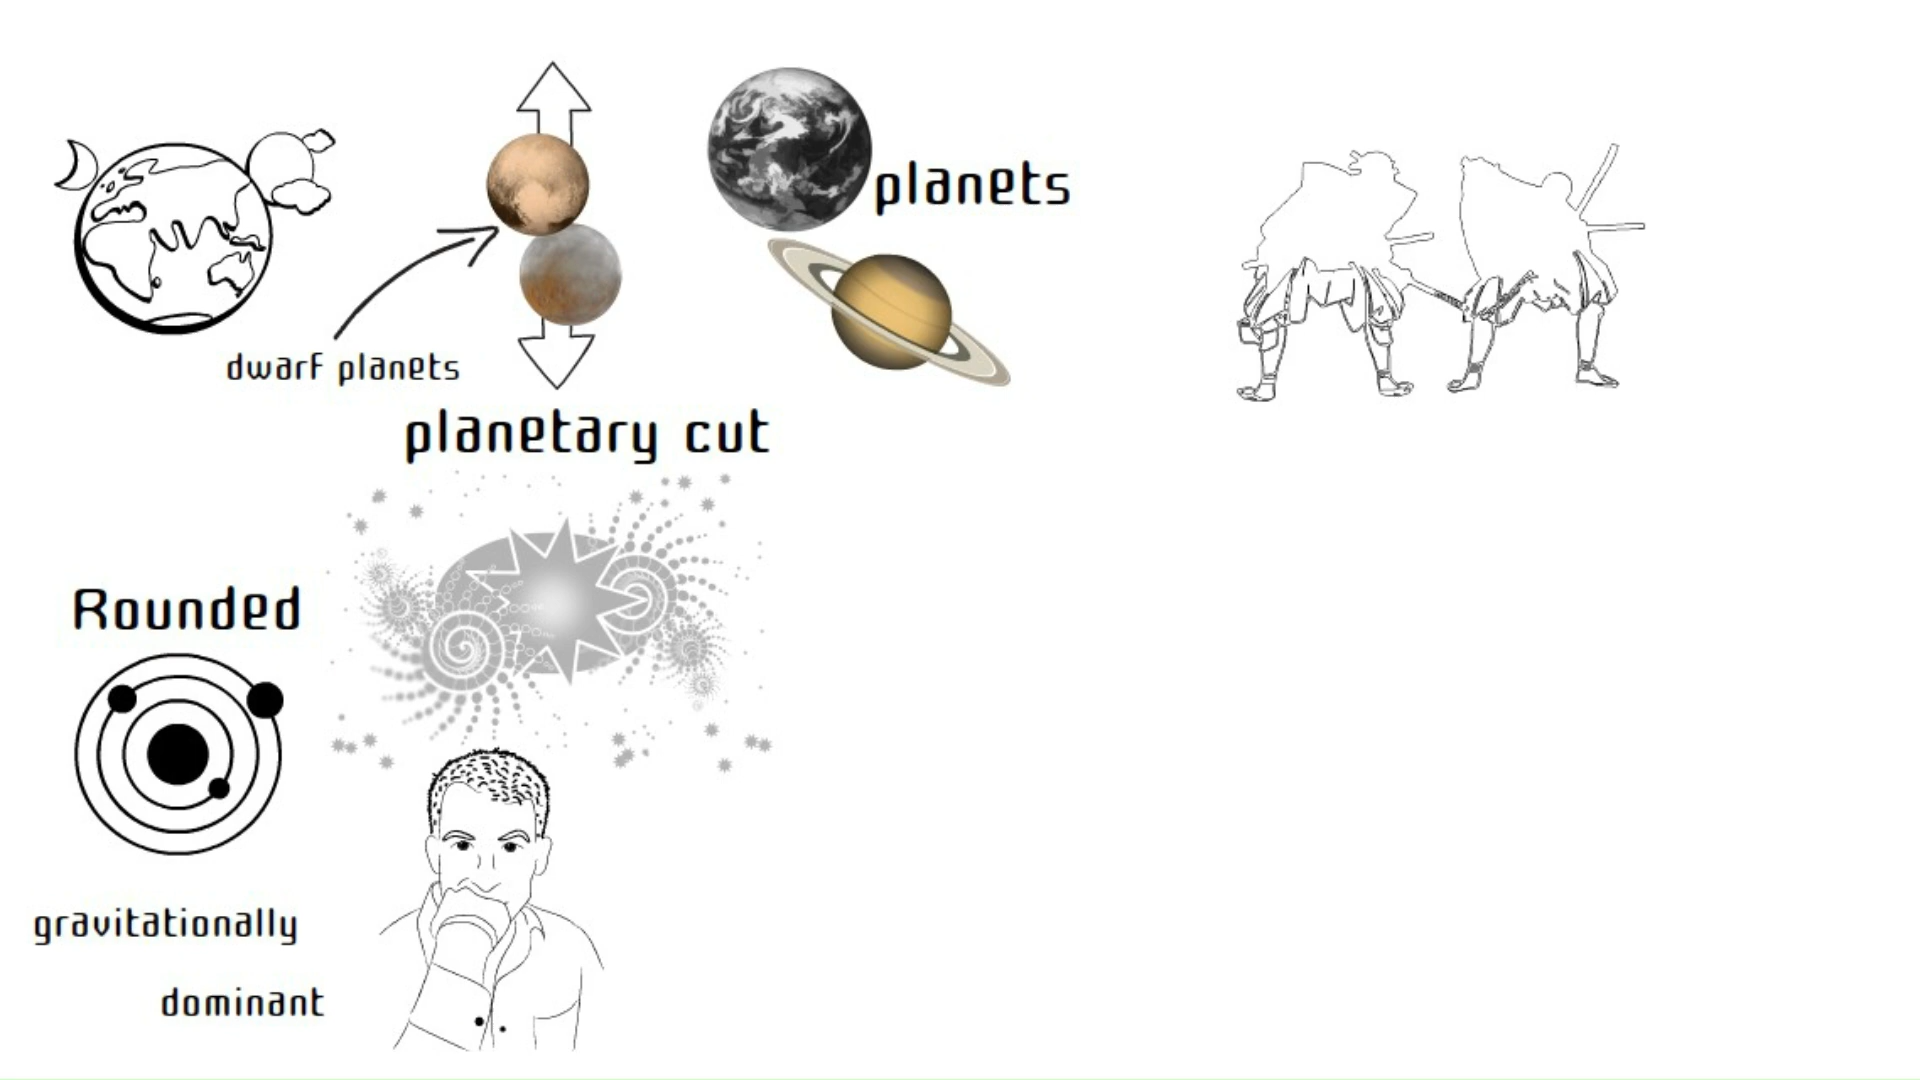 planets
dwarf planets
planetary cut
Rounded
gravitationally
dominant